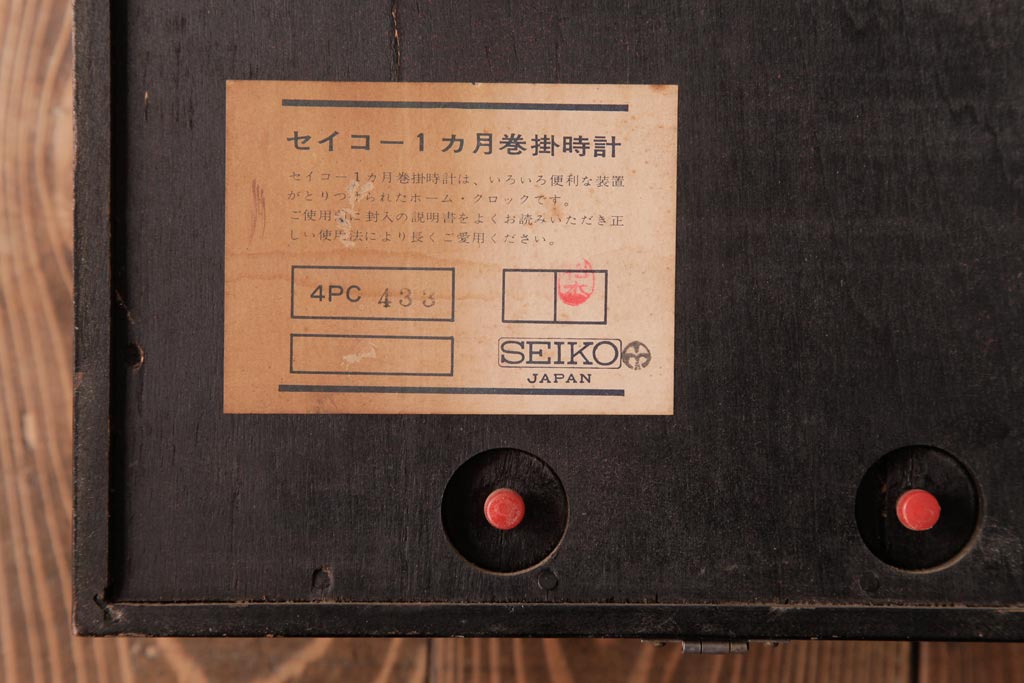 セイコー1カ月巻掛時計
セイコー1カ月巻掛時計は、いろいろ便利な装置
がとりつけられたホーム・クロックです。
ご使用前に封入の説明書をよくお読みいただき正
しい使用法により長くご愛用ください。
4PC 433
SEIKO
JAPAN